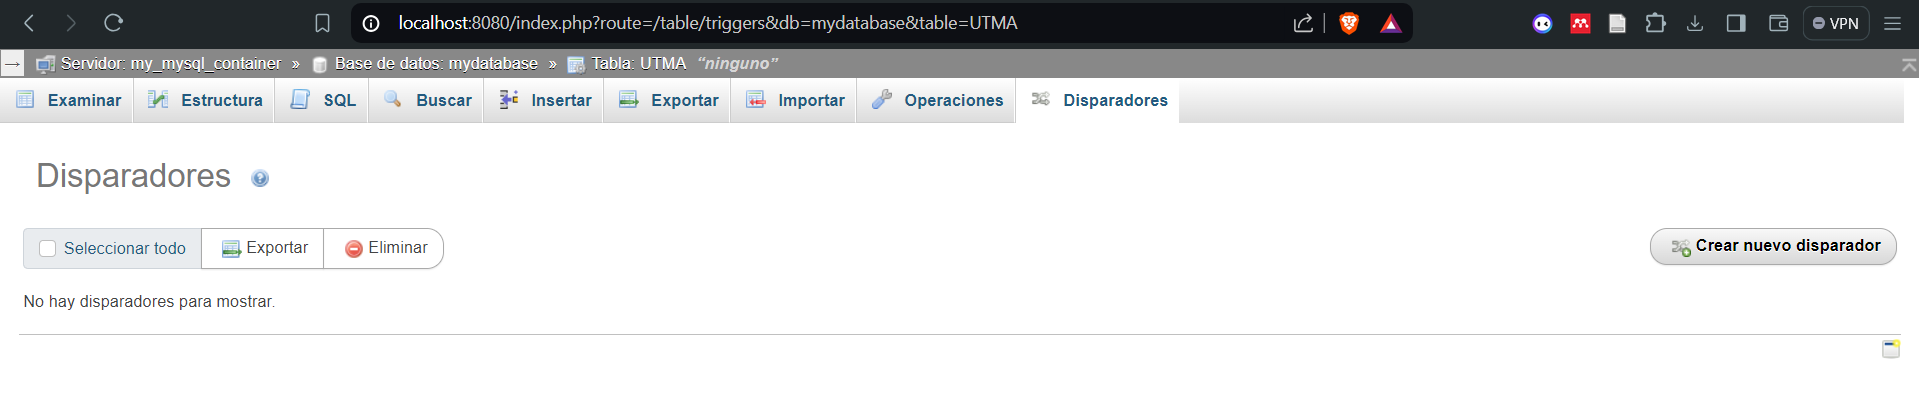 localhost:8080/index.php?route=/table/triggers&db=mydatabase&table=UTMA
VPN
Servidor: my_mysql_container » Base de datos: mydatabase » Tabla: UTMA “ninguno”
Examinar Estructura SQL Buscar Insertar Exportar Importar Operaciones Disparadores
Disparadores
Seleccionar todo Exportar Eliminar
Crear nuevo disparador
No hay disparadores para mostrar.